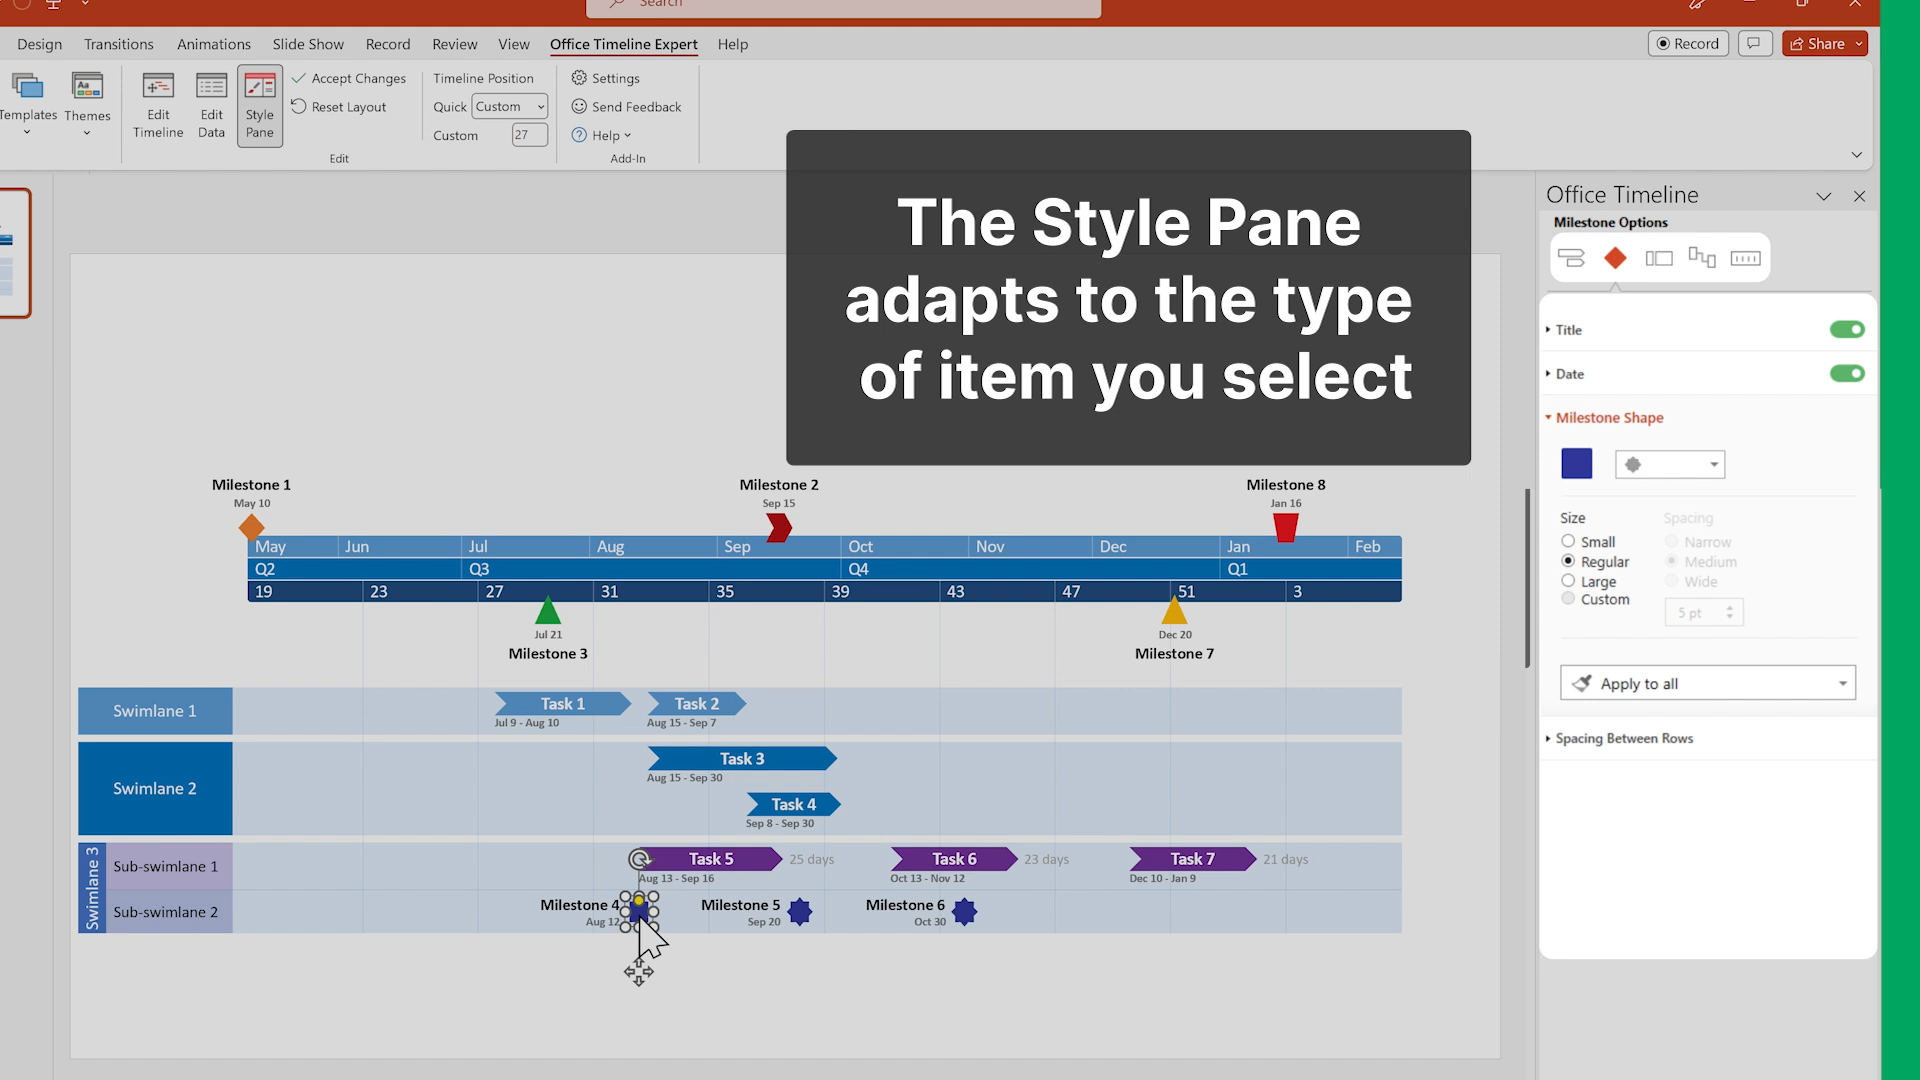 Search
Design Transitions Animations Slide Show Record Review View Office Timeline Expert Help
Record
Share
Templates
Themes
Edit
Timeline
Edit
Data
Style
Pane
Accept Changes
Reset Layout
Edit
Timeline Position
Quick Custom
Custom 27
Settings
Send Feedback
Help
Add-In
The Style Pane
adapts to the type
of item you select
Office Timeline
Milestone Options
Title
Date
Milestone Shape
Size
Small
Regular
Large
Custom
Spacing
Narrow
Medium
Wide
5 pt
Apply to all
Spacing Between Rows
Milestone 1
May 10
Milestone 2
Sep 15
Milestone 8
Jan 16
May Jun Jul Aug Sep Oct Nov Dec Jan Feb
Q2 Q3 Q4 Q1
19 23 27 31 35 39 43 47 51 3
Jul 21
Milestone 3
Dec 20
Milestone 7
Swimlane 1
Task 1
Jul 9 - Aug 10
Task 2
Aug 15 - Sep 7
Swimlane 2
Task 3
Aug 15 - Sep 30
Task 4
Sep 8 - Sep 30
Swimlane 3
Sub-swimlane 1
Task 5 25 days
Aug 13 - Sep 16
Task 6 23 days
Oct 13 - Nov 12
Task 7 21 days
Dec 10 - Jan 9
Sub-swimlane 2
Milestone 4
Aug 12
Milestone 5
Sep 20
Milestone 6
Oct 30